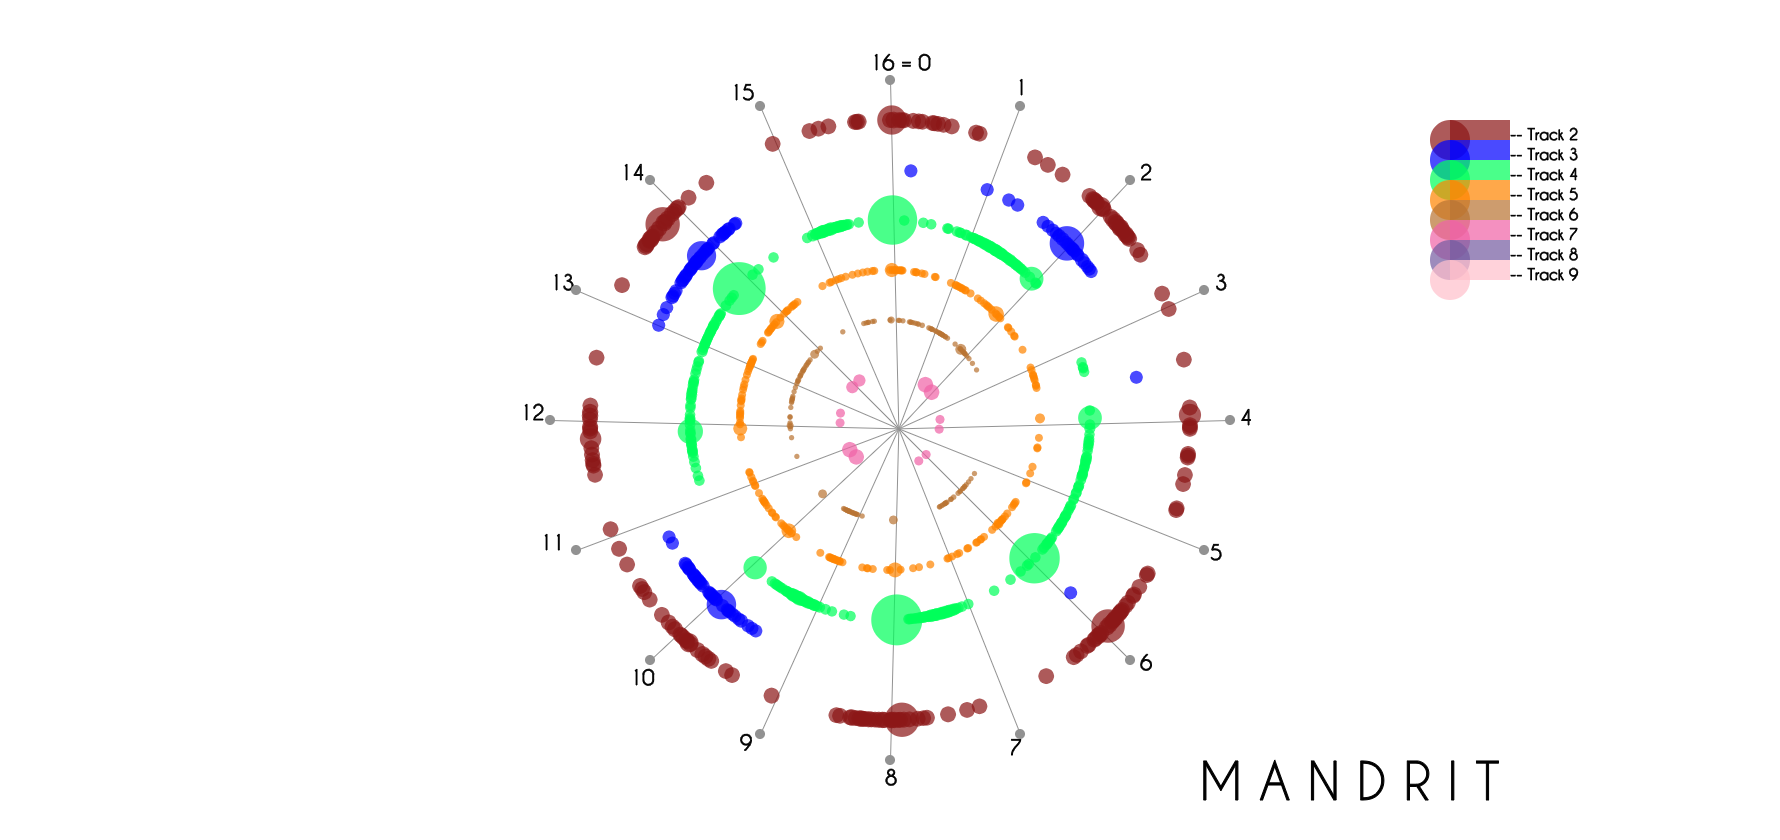 16 = 0
1
15
2
14
3
13
12
4
11
5
10
6
9
7
8
-- Track 2
-- Track 3
-- Track 4
-- Track 5
-- Track 6
-- Track 7
-- Track 8
-- Track 9
MANDRIT